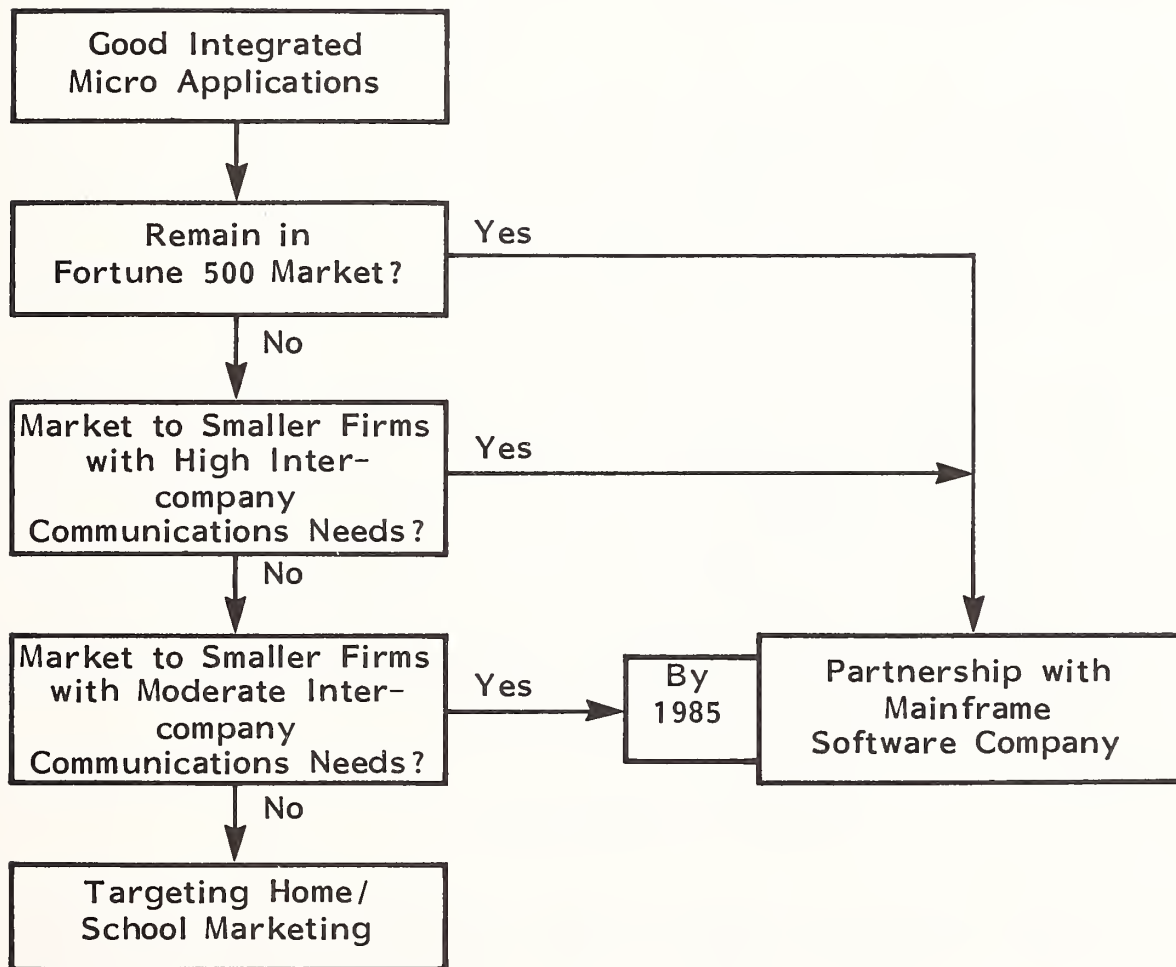 Good Integrated
Micro Applications
Remain in
Fortune 500 Market?
Yes
No
Market to Smaller Firms
with High Inter-
company
Communications Needs?
Yes
No
Market to Smaller Firms
with Moderate Inter-
company
Communications Needs?
Yes
By
1985
Partnership with
Mainframe
Software Company
No
Targeting Home/
School Marketing